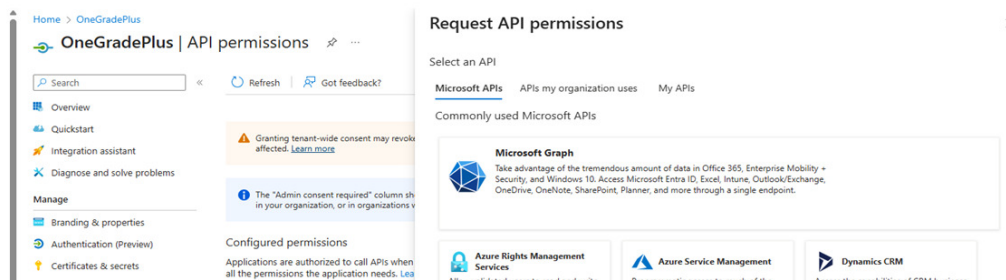 Home > OneGradePlus
OneGradePlus | API permissions
Search
Refresh
Got feedback?
Overview
Quickstart
Integration assistant
Diagnose and solve problems
Manage
Branding & properties
Authentication (Preview)
Certificates & secrets
Granting tenant-wide consent may revoke
affected. Learn more
The "Admin consent required" column sh
in your organization, or in organizations w
Configured permissions
Applications are authorized to call APIs when
all the permissions the application needs. Lea
Request API permissions
Select an API
Microsoft APIs
APIs my organization uses
My APIs
Commonly used Microsoft APIs
Microsoft Graph
Take advantage of the tremendous amount of data in Office 365, Enterprise Mobility +
Security, and Windows 10. Access Microsoft Entra ID, Excel, Intune, Outlook/Exchange,
OneDrive, OneNote, SharePoint, Planner, and more through a single endpoint.
Azure Rights Management
Services
Azure Service Management
Dynamics CRM